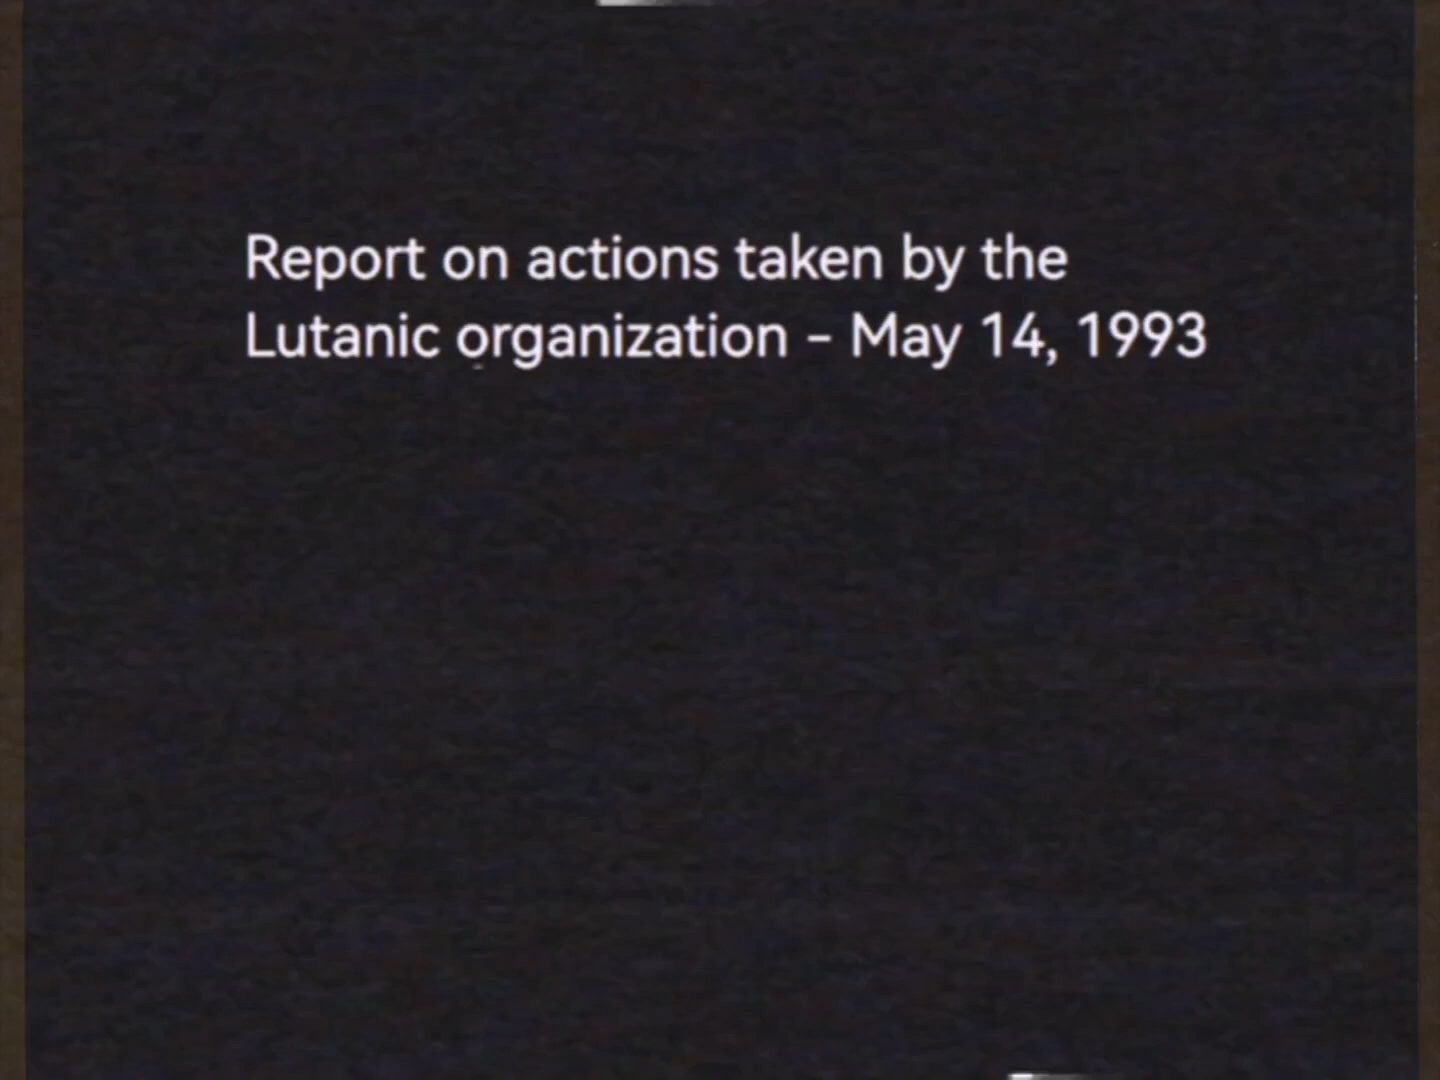 Report on actions taken by the
Lutanic organization – May 14, 1993